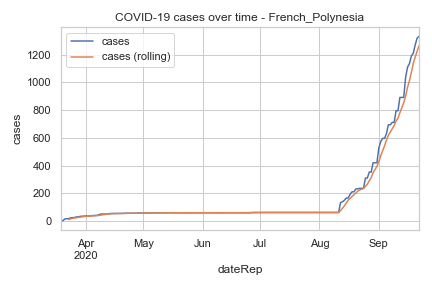 COVID-19 cases over time - French_Polynesia
cases
cases (rolling)
1200
1000
800
600
400
200
0
cases
Apr
2020
May
Jun
Jul
Aug
Sep
dateRep